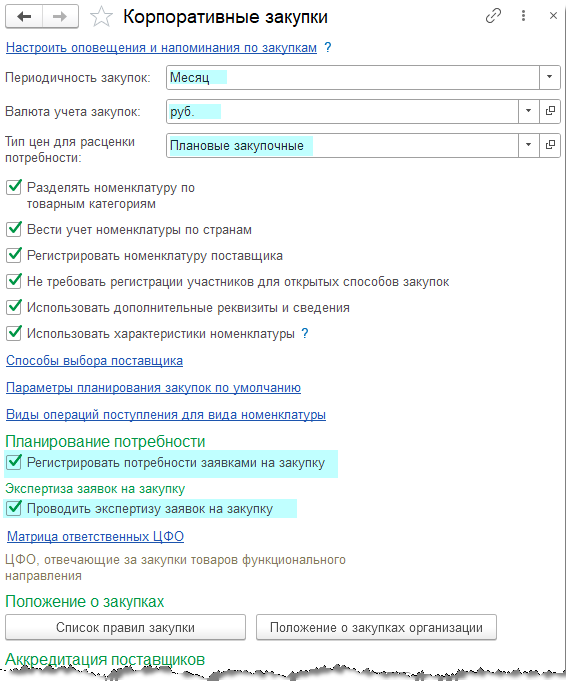 Корпоративные закупки
Настроить оповещения и напоминания по закупкам ?
Периодичность закупок: Месяц
Валюта учета закупок: руб.
Тип цен для расценки
потребности: Плановые закупочные
Разделять номенклатуру по
товарным категориям
Вести учет номенклатуры по странам
Регистрировать номенклатуру поставщика
Не требовать регистрации участников для открытых способов закупок
Использовать дополнительные реквизиты и сведения
Использовать характеристики номенклатуры ?
Способы выбора поставщика
Параметры планирования закупок по умолчанию
Виды операций поступления для вида номенклатуры
Планирование потребности
Регистрировать потребности заявками на закупку
Экспертиза заявок на закупку
Проводить экспертизу заявок на закупку
Матрица ответственных ЦФО
ЦФО, отвечающие за закупки товаров функционального
направления
Положение о закупках
Список правил закупки Положение о закупках организации
Аккредитация поставщиков